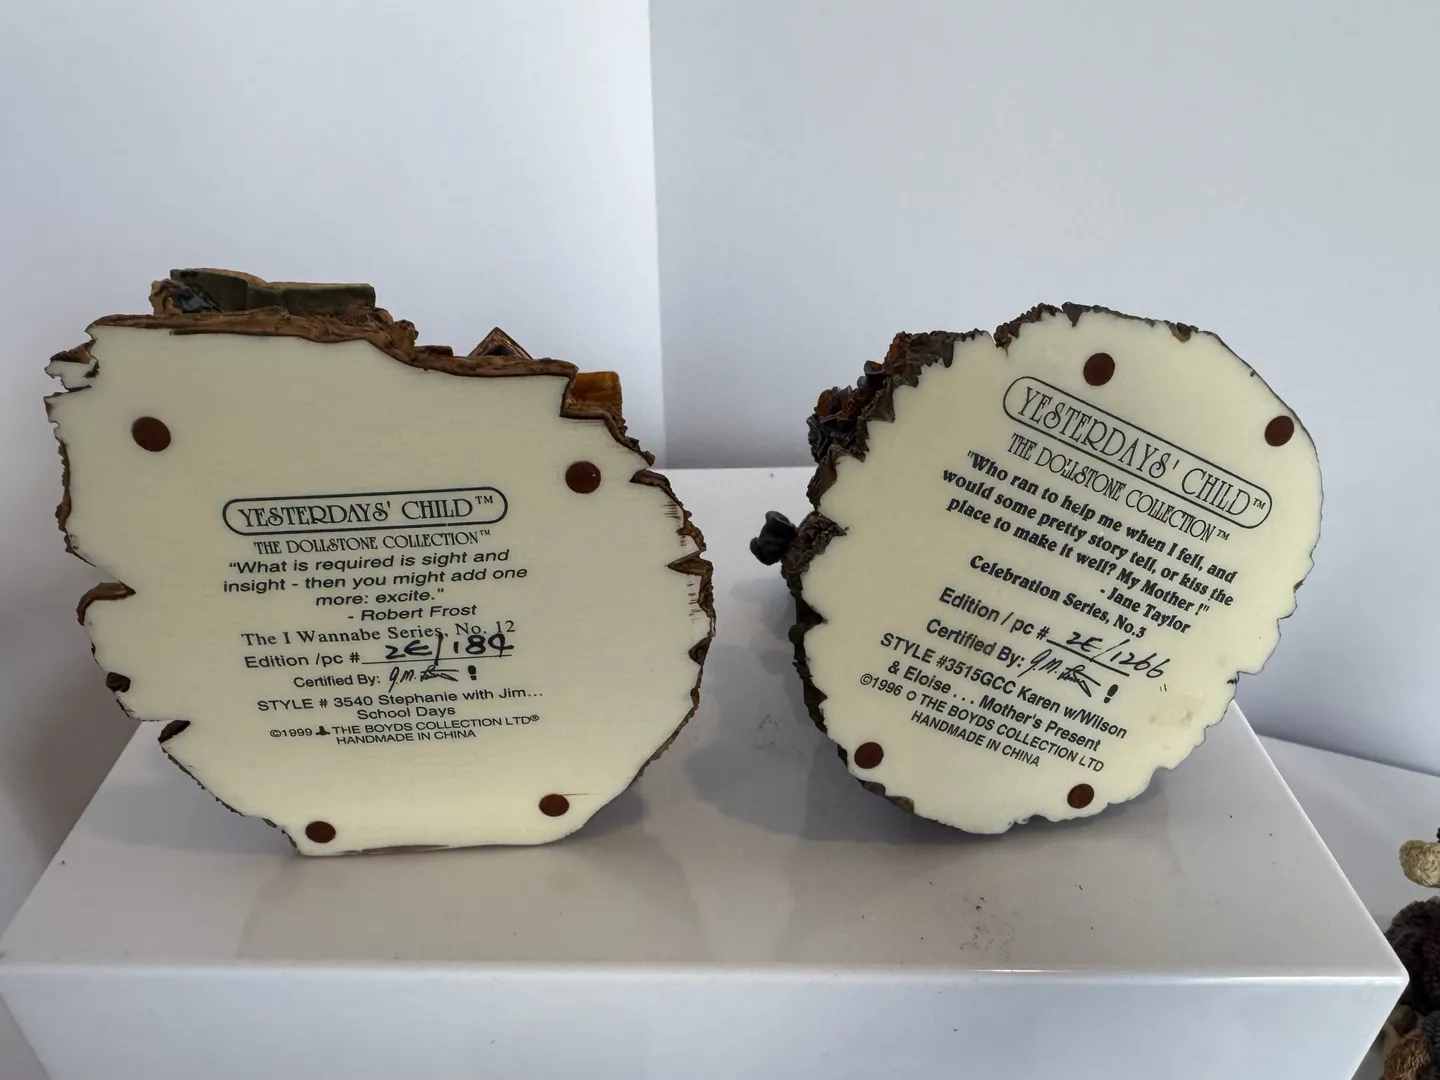 YESTERDAYS' CHILD™
THE DOLLSTONE COLLECTION™
"What is required is sight and
insight - then you might add one
more: excite."
- Robert Frost
The I Wannabe Series, No. 12
Edition /pc # 2E/184
Certified By: !
STYLE # 3540 Stephanie with Jim...
School Days
©1999 THE BOYDS COLLECTION LTD®
HANDMADE IN CHINA
YESTERDAYS' CHILD™
THE DOLLSTONE COLLECTION™
"Who ran to help me when I fell, and
would some pretty story tell, or kiss the
place to make it well? My Mother !"
- Jane Taylor
Celebration Series, No.3
Edition / pc # 2E/1266
Certified By: !
STYLE #3515GCC Karen w/Wilson
& Eloise . . . Mother's Present
©1996 THE BOYDS COLLECTION LTD
HANDMADE IN CHINA